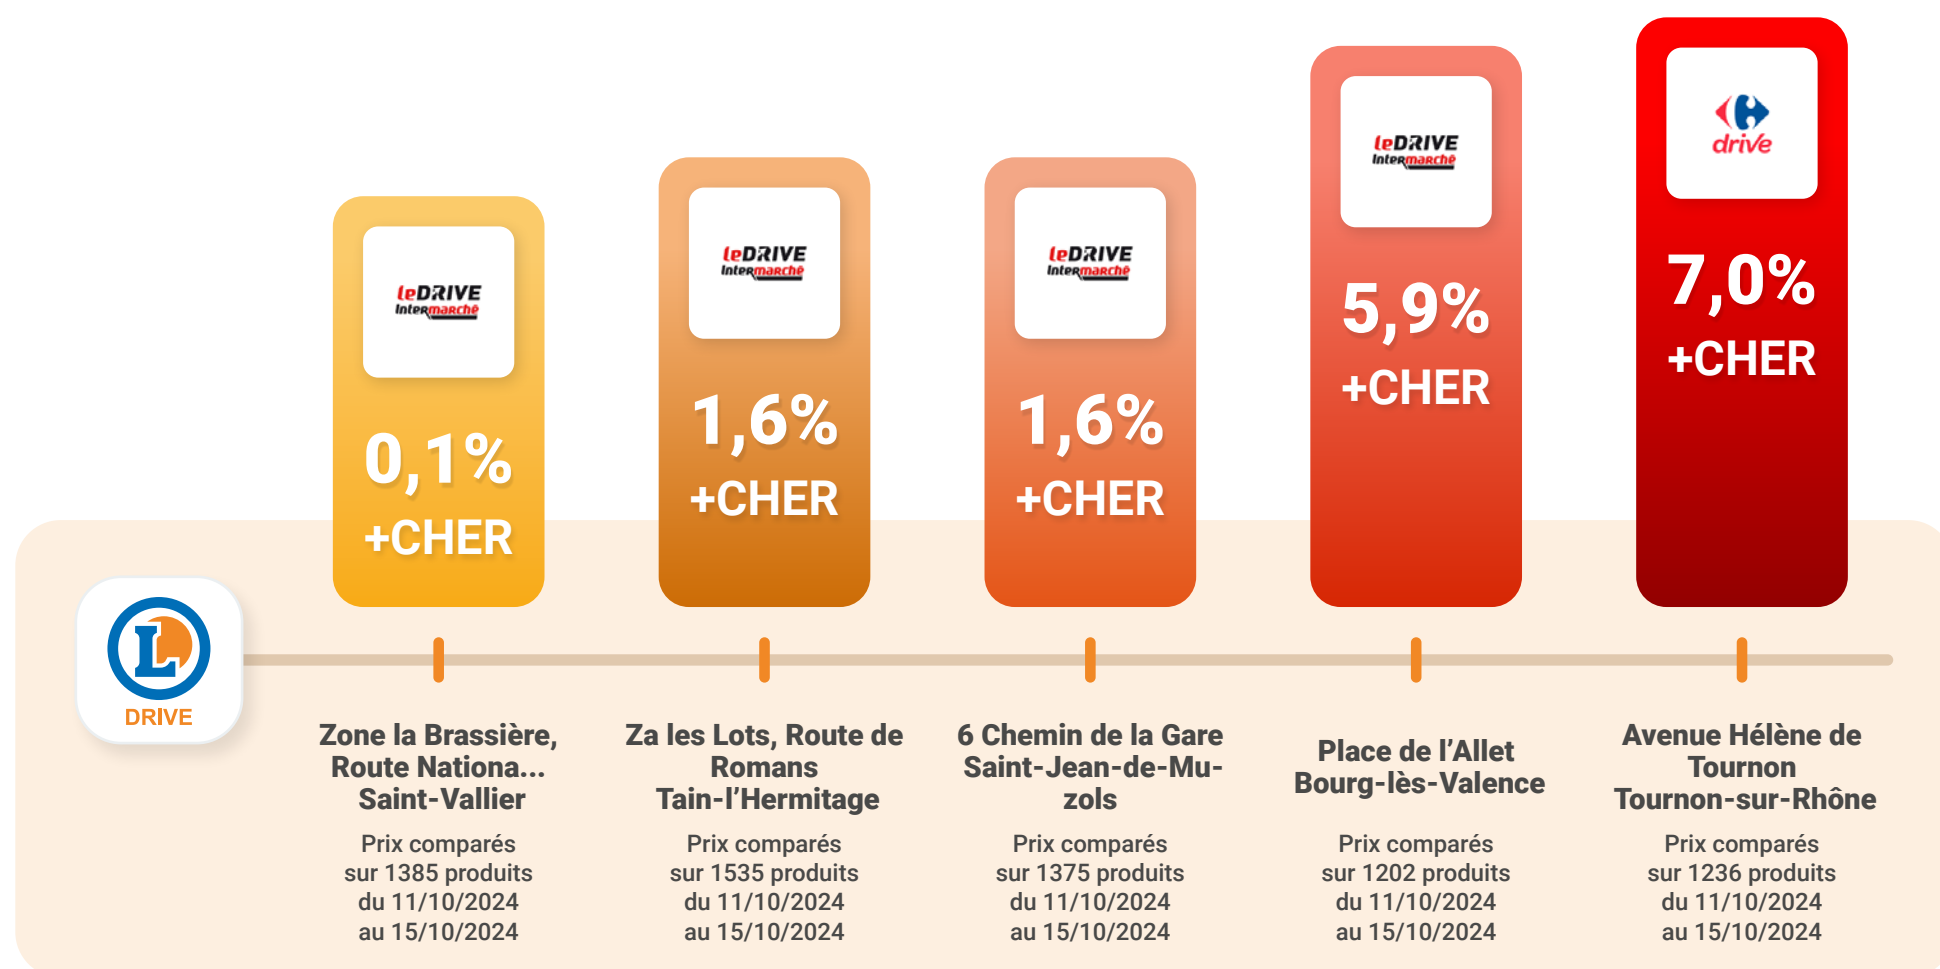 leDRIVE
Intermarché
0,1%
+CHER
leDRIVE
Intermarché
1,6%
+CHER
leDRIVE
Intermarché
1,6%
+CHER
leDRIVE
Intermarché
5,9%
+CHER
drive
7,0%
+CHER
L
DRIVE
Zone la Brassière,
Route Nationa...
Saint-Vallier
Prix comparés
sur 1385 produits
du 11/10/2024
au 15/10/2024
Za les Lots, Route de
Romans
Tain-l’Hermitage
Prix comparés
sur 1535 produits
du 11/10/2024
au 15/10/2024
6 Chemin de la Gare
Saint-Jean-de-Mu-
zols
Prix comparés
sur 1375 produits
du 11/10/2024
au 15/10/2024
Place de l’Allet
Bourg-lès-Valence
Prix comparés
sur 1202 produits
du 11/10/2024
au 15/10/2024
Avenue Hélène de
Tournon
Tournon-sur-Rhône
Prix comparés
sur 1236 produits
du 11/10/2024
au 15/10/2024